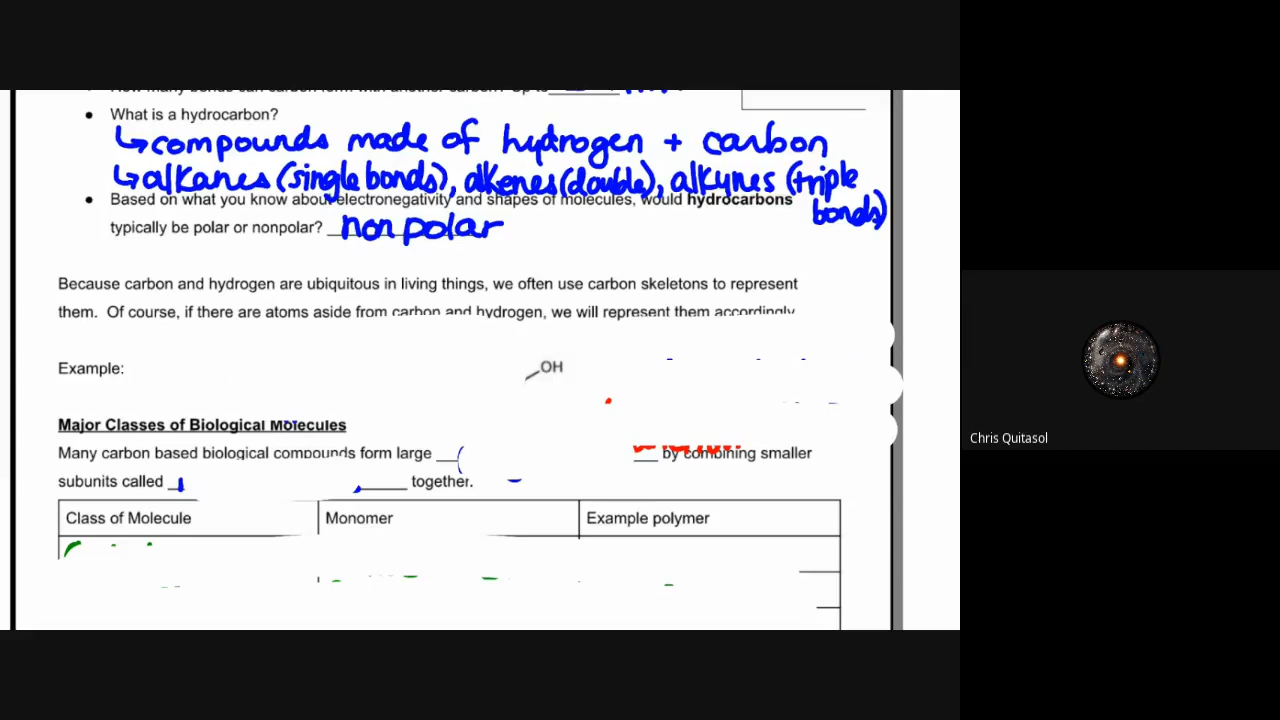 What is a hydrocarbon?
↳ compounds made of hydrogen + carbon
↳ alkanes (single bonds), alkenes (double), alkynes (triple bonds)
Based on what you know about electronegativity and shapes of molecules, would hydrocarbons
typically be polar or nonpolar? nonpolar
Because carbon and hydrogen are ubiquitous in living things, we often use carbon skeletons to represent
them. Of course, if there are atoms aside from carbon and hydrogen, we will represent them accordingly
Example:
OH
Major Classes of Biological Molecules
Many carbon based biological compounds form large ( by combining smaller
subunits called together.
Class of Molecule Monomer Example polymer
Chris Quitasol